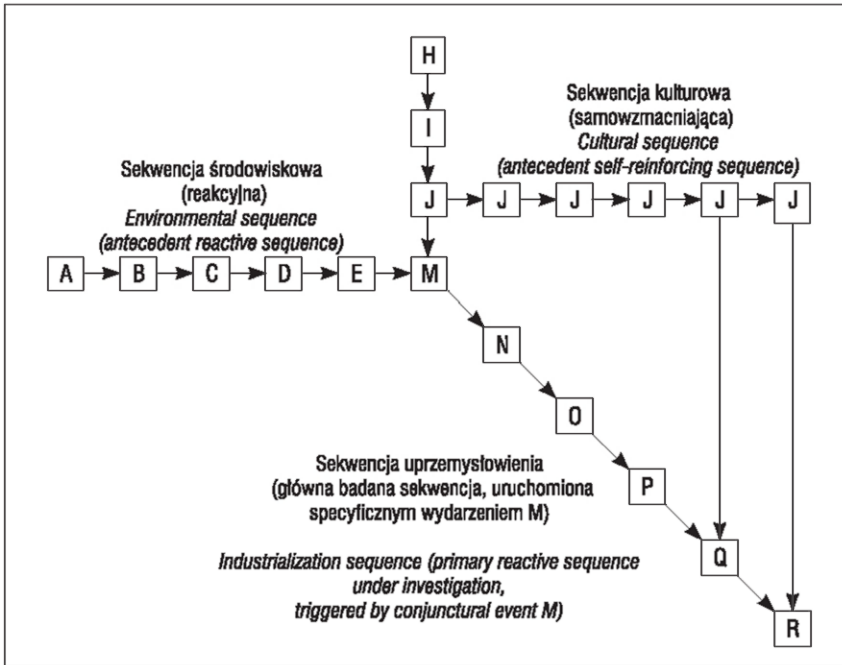 H
I
Sekwencja kulturowa
(samowzmacniająca)
Cultural sequence
(antecedent self-reinforcing sequence)
Sekwencja środowiskowa
(reakcyjna)
Environmental sequence
(antecedent reactive sequence)
J J J J J J
A B C D E M
N
O
Sekwencja uprzemysłowienia
(główna badana sekwencja, uruchomiona
specyficznym wydarzeniem M)
P
Q
Industrialization sequence (primary reactive sequence
under investigation,
triggered by conjunctural event M)
R